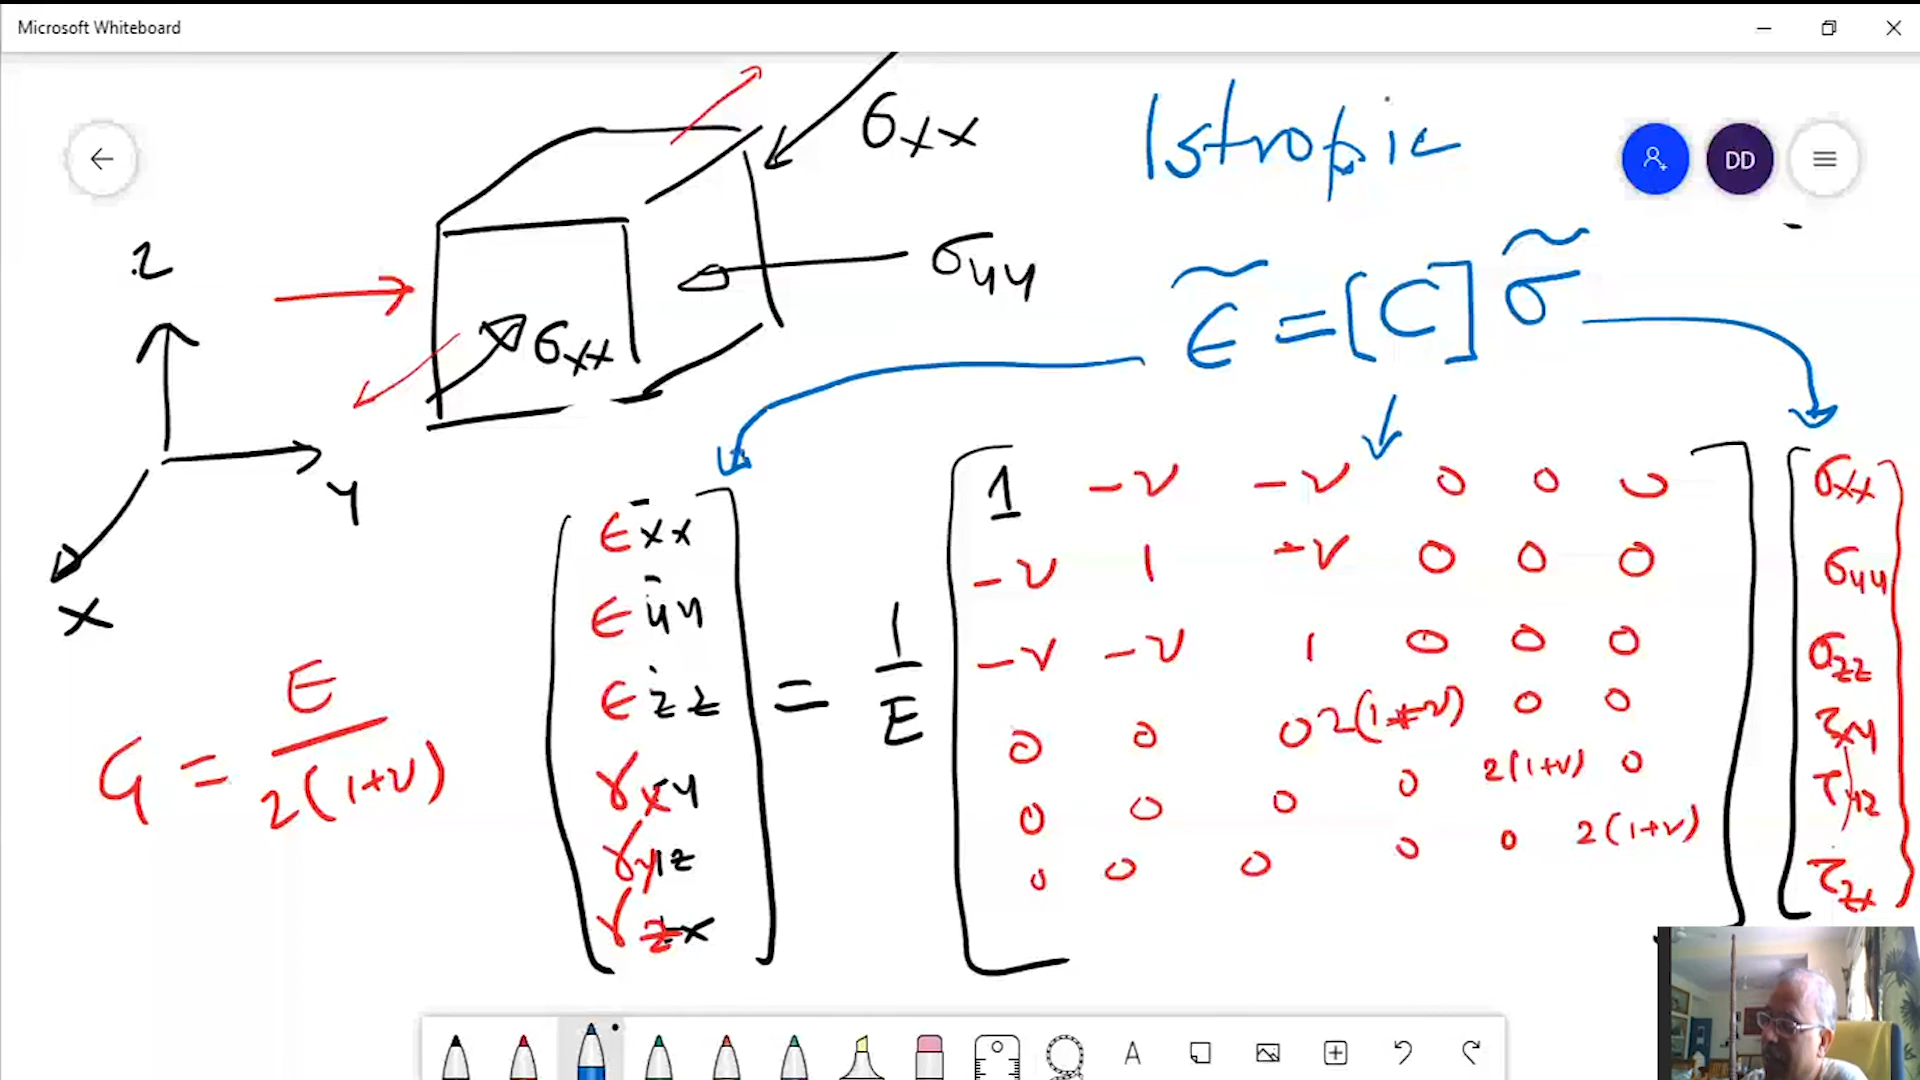 Microsoft Whiteboard
Istropic
DD
σxx
σyy
σxx
z
y
x
ϵ̃ = [C] σ̃
G = E / 2(1+ν)
ϵxx
ϵyy
ϵzz
γxy
γyz
γzx
= 1/E
1 -ν -ν 0 0 0
-ν 1 -ν 0 0 0
-ν -ν 1 0 0 0
0 0 0 2(1+ν) 0 0
0 0 0 0 2(1+ν) 0
0 0 0 0 0 2(1+ν)
σxx
σyy
σzz
τxy
τyz
τzx
A